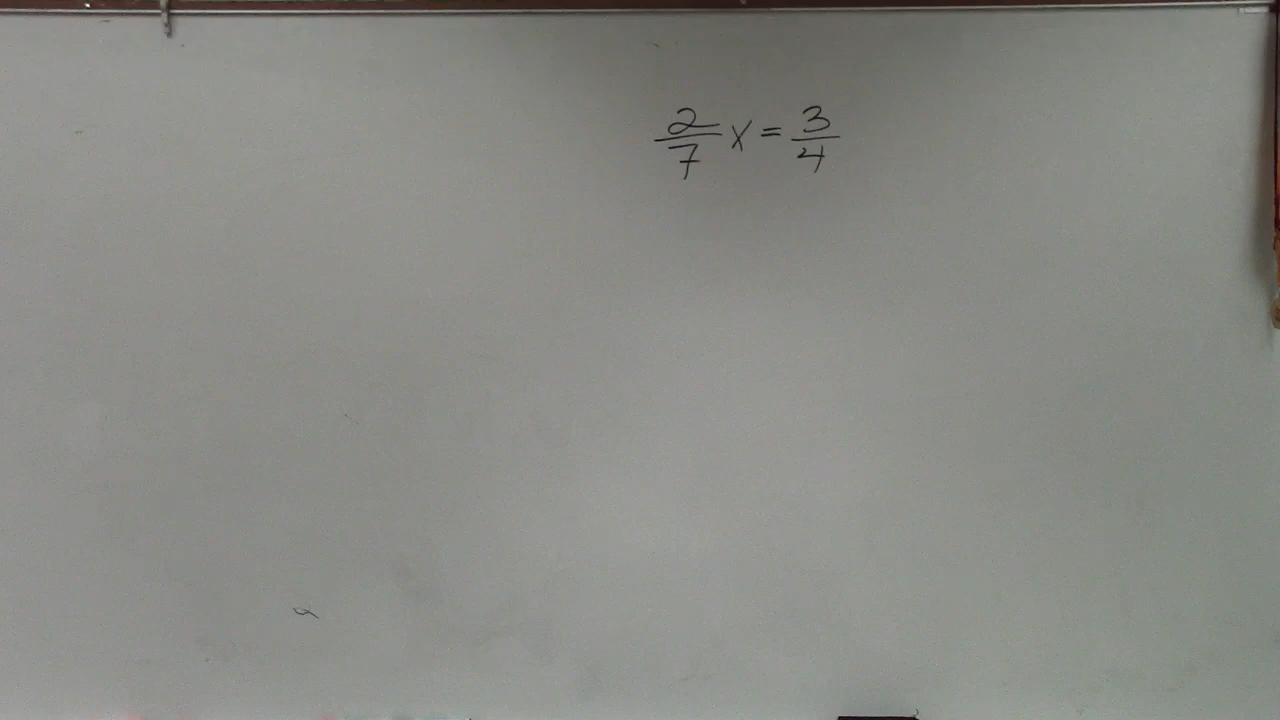 2/7 x = 3/4